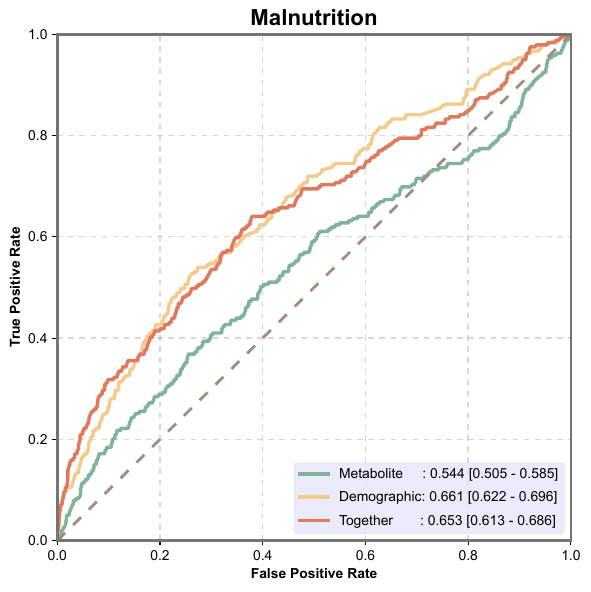 Malnutrition
1.0
0.8
0.6
0.4
0.2
0.0
True Positive Rate
Metabolite : 0.544 [0.505 - 0.585]
Demographic: 0.661 [0.622 - 0.696]
Together : 0.653 [0.613 - 0.686]
0.0 0.2 0.4 0.6 0.8 1.0
False Positive Rate